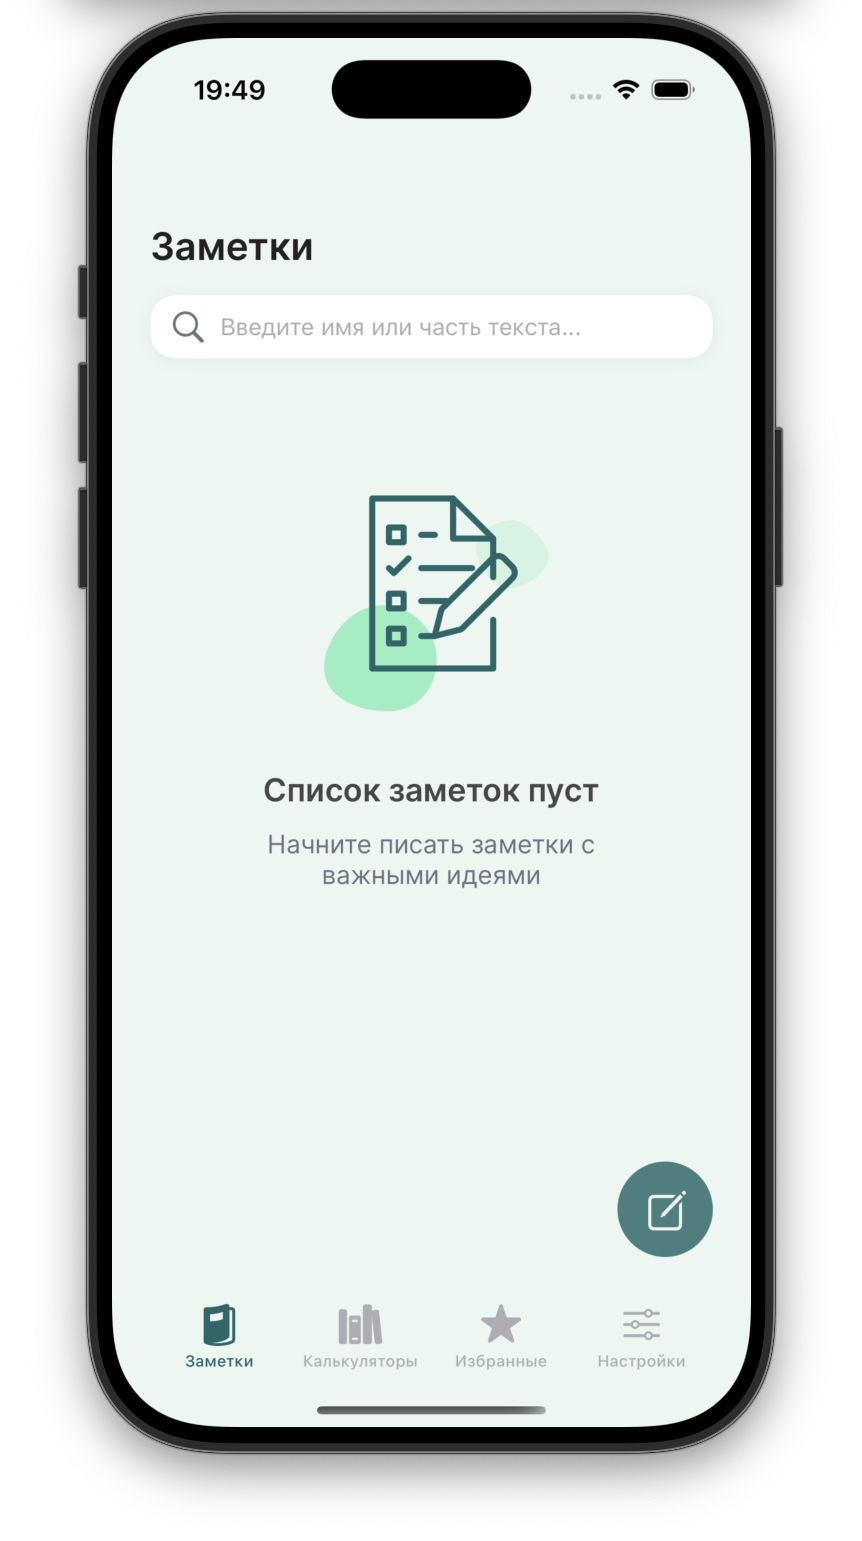 19:49
Заметки
Введите имя или часть текста...
Список заметок пуст
Начните писать заметки с
важными идеями
Заметки
Калькуляторы
Избранные
Настройки